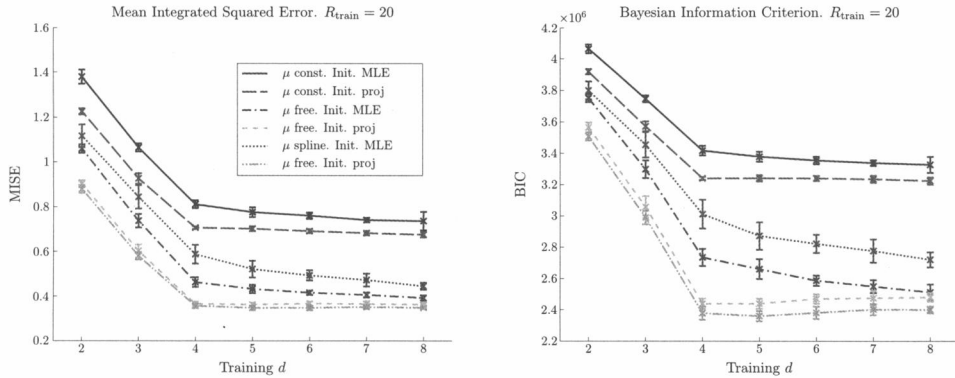 Mean Integrated Squared Error. R_train = 20
MISE
1.6
1.4
1.2
1
0.8
0.6
0.4
0.2
2 3 4 5 6 7 8
Training d
μ const. Init. MLE
μ const. Init. proj
μ free. Init. MLE
μ free. Init. proj
μ spline. Init. MLE
μ free. Init. proj
Bayesian Information Criterion. R_train = 20
×10⁶
BIC
4.2
4
3.8
3.6
3.4
3.2
3
2.8
2.6
2.4
2.2
2 3 4 5 6 7 8
Training d